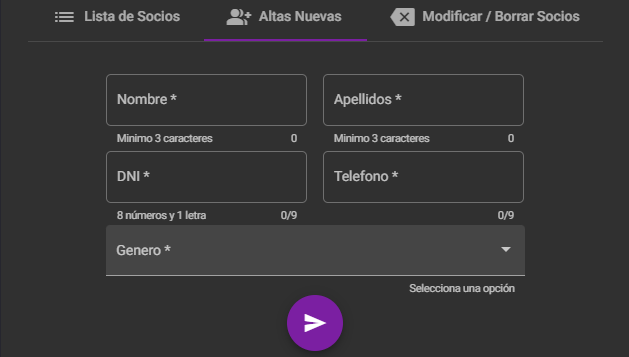 Lista de Socios Altas Nuevas Modificar / Borrar Socios
Nombre * Apellidos *
Minimo 3 caracteres 0 Minimo 3 caracteres 0
DNI * Telefono *
8 números y 1 letra 0/9 0/9
Genero *
Selecciona una opción